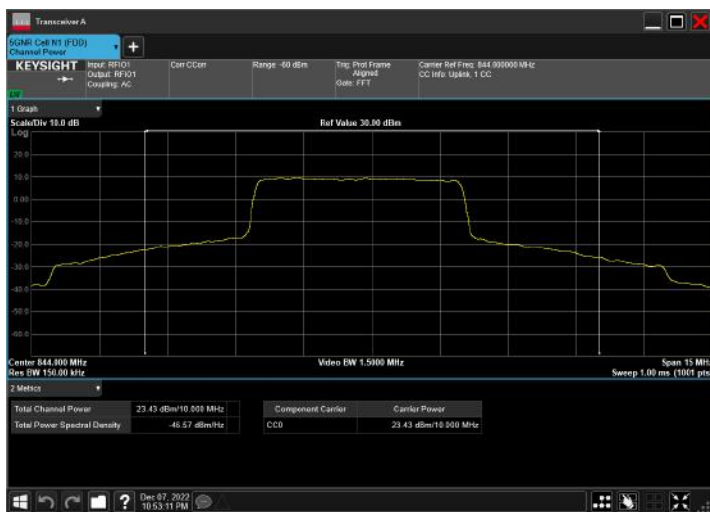 Transceiver A
5GNR Cell N1 (FDD)
Channel Power
+
KEYSIGHT
Input: RFIO1
Output: RFIO1
Coupling: AC
Corr CCorr
Range: -60 dBm
Trig: Prot Frame
Aligned
Gate: FFT
Carrier Ref Freq: 844.000000 MHz
CC Info: Uplink, 1 CC
1 Graph
Scale/Div 10.0 dB
Ref Value 30.00 dBm
Log
20.0
10.0
0.00
-10.0
-20.0
-30.0
-40.0
-50.0
-60.0
Center 844.000 MHz
Video BW 1.5000 MHz
Span 15 MHz
Res BW 150.00 kHz
Sweep 1.00 ms (1001 pts
2 Metrics
Total Channel Power 23.43 dBm/10.000 MHz
Total Power Spectral Density -46.57 dBm/Hz
Component Carrier Carrier Power
CC0 23.43 dBm/10.000 MHz
?
Dec 07, 2022
10:53:11 PM